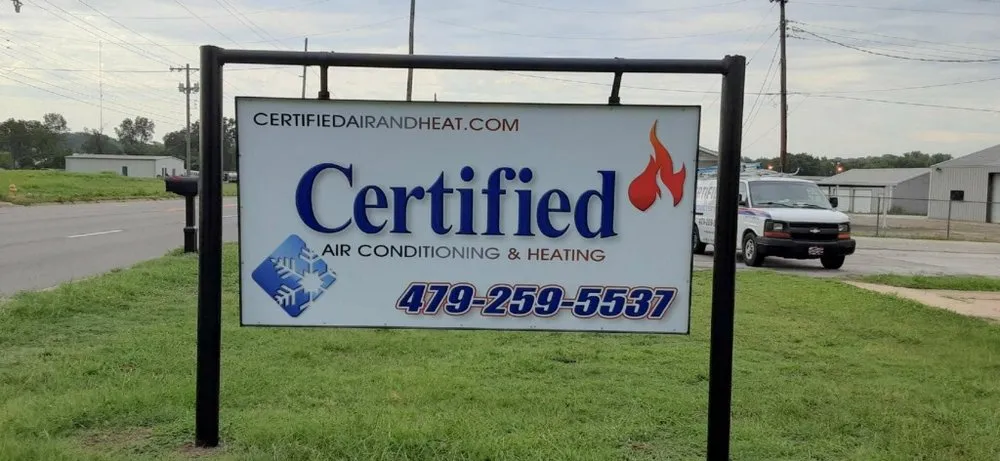 CERTIFIEDAIRANDHEAT.COM
Certified
AIR CONDITIONING & HEATING
479-259-5537